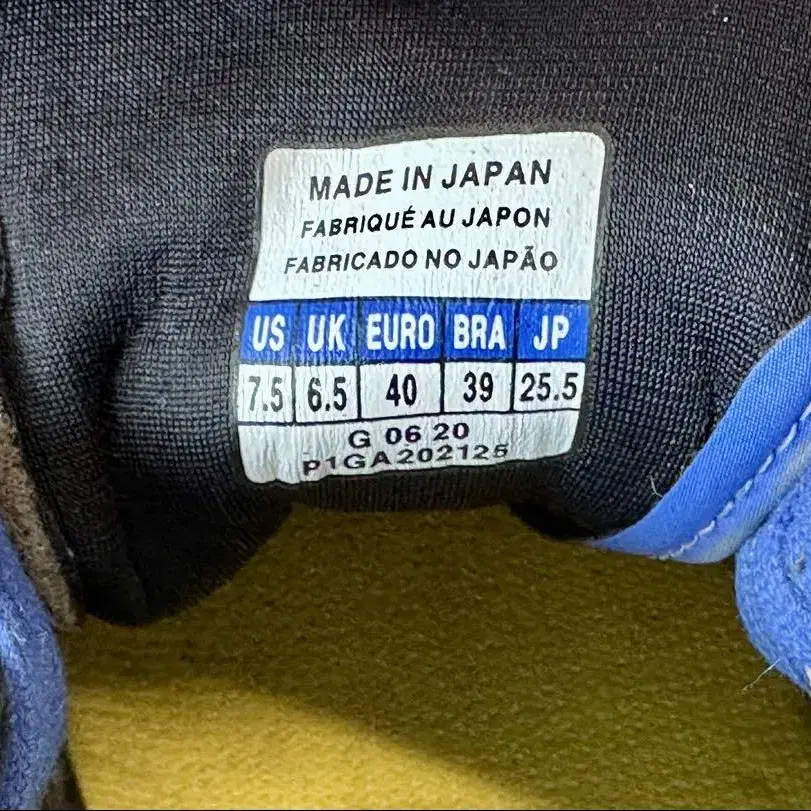 MADE IN JAPAN
FABRIQUÉ AU JAPON
FABRICADO NO JAPÃO
US UK EURO BRA JP
7.5 6.5 40 39 25.5
G 06 20
P1GA202125